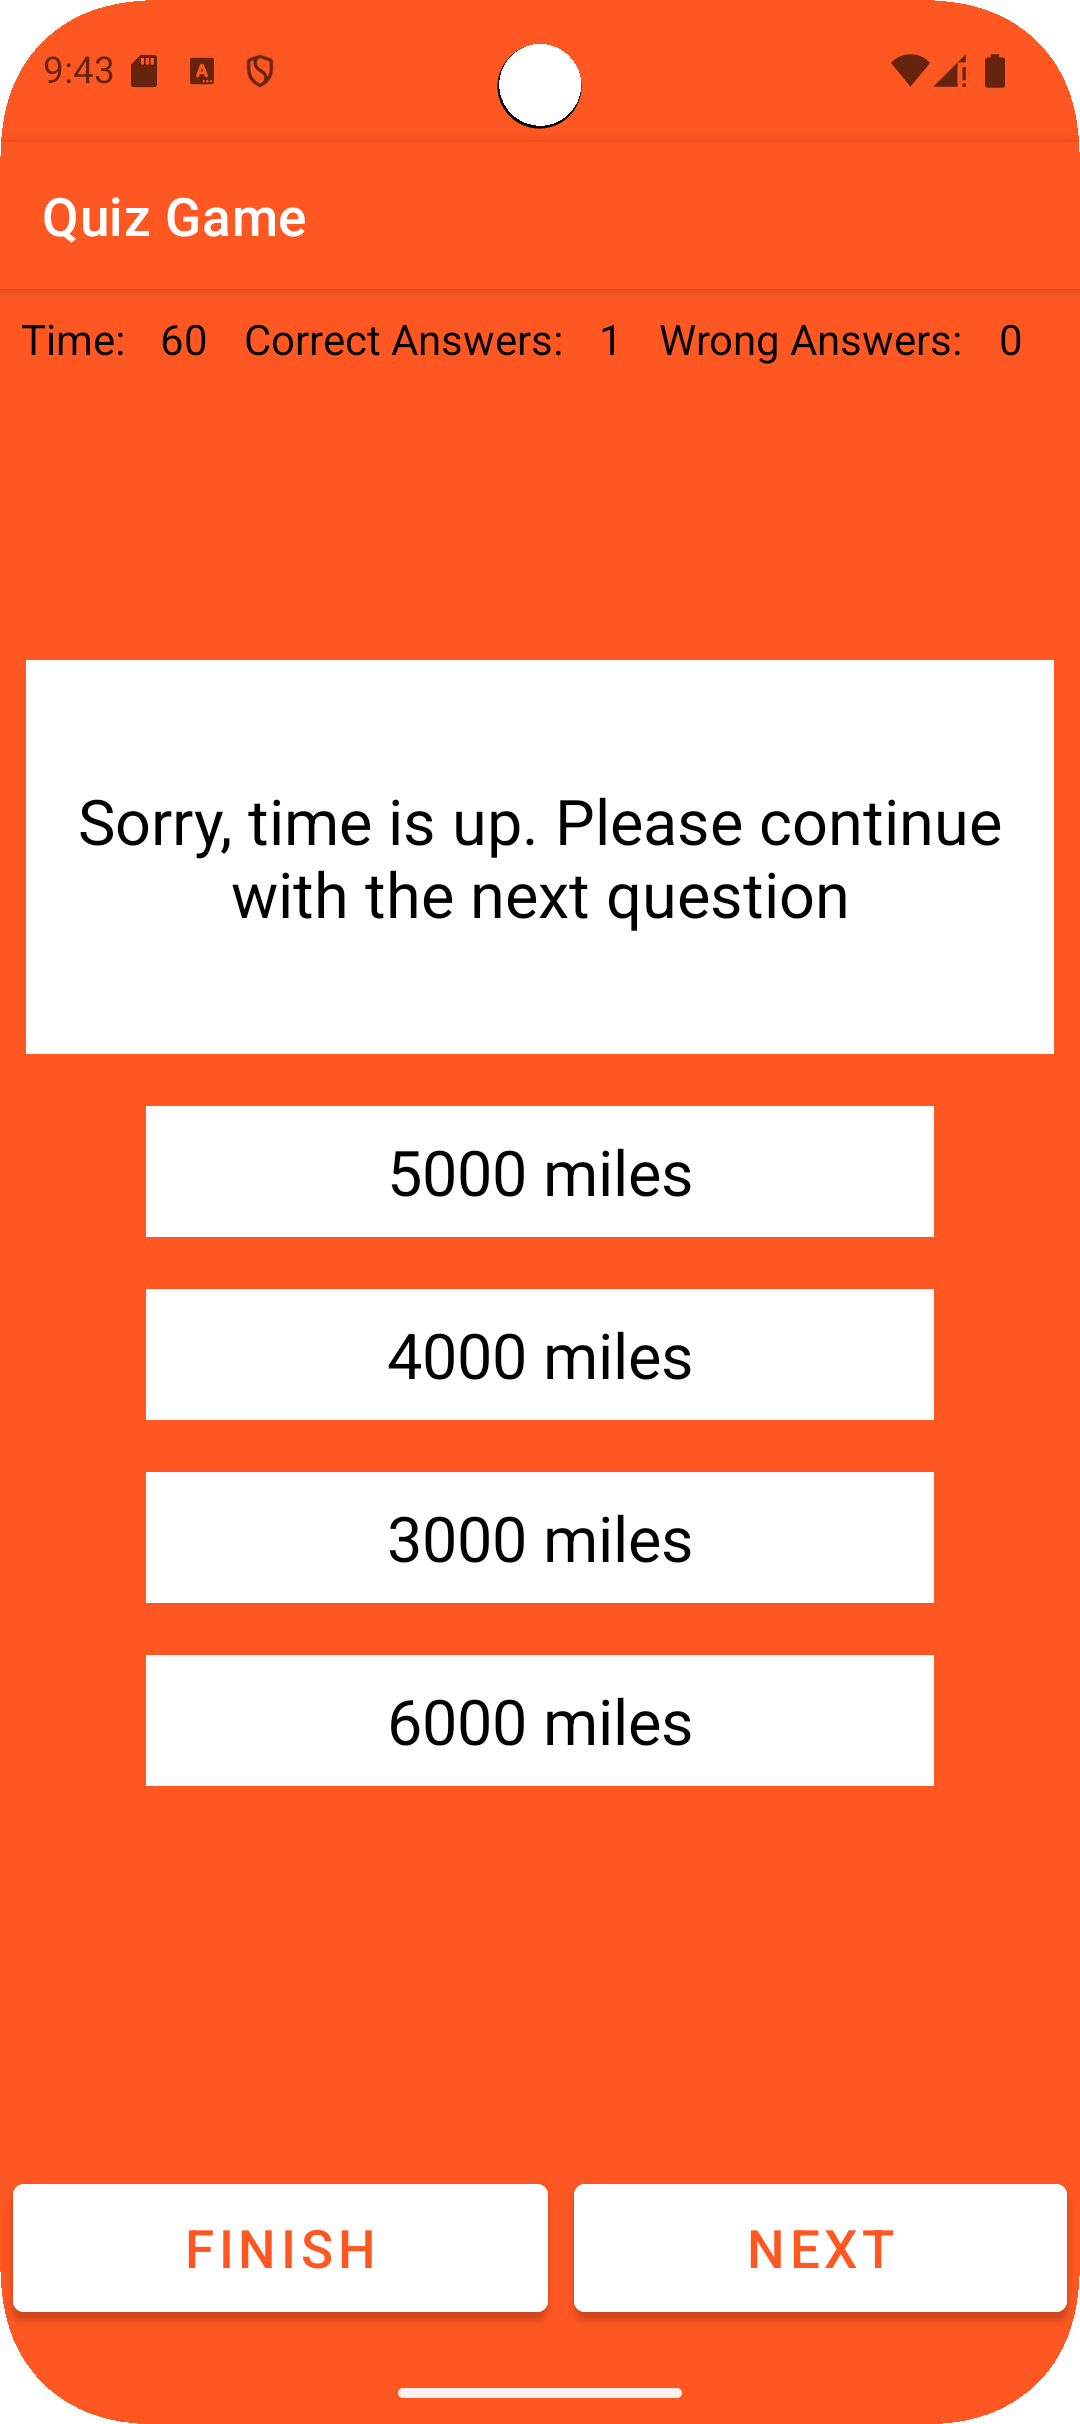 9:43
Quiz Game
Time: 60 Correct Answers: 1 Wrong Answers: 0
Sorry, time is up. Please continue
with the next question
5000 miles
4000 miles
3000 miles
6000 miles
FINISH NEXT